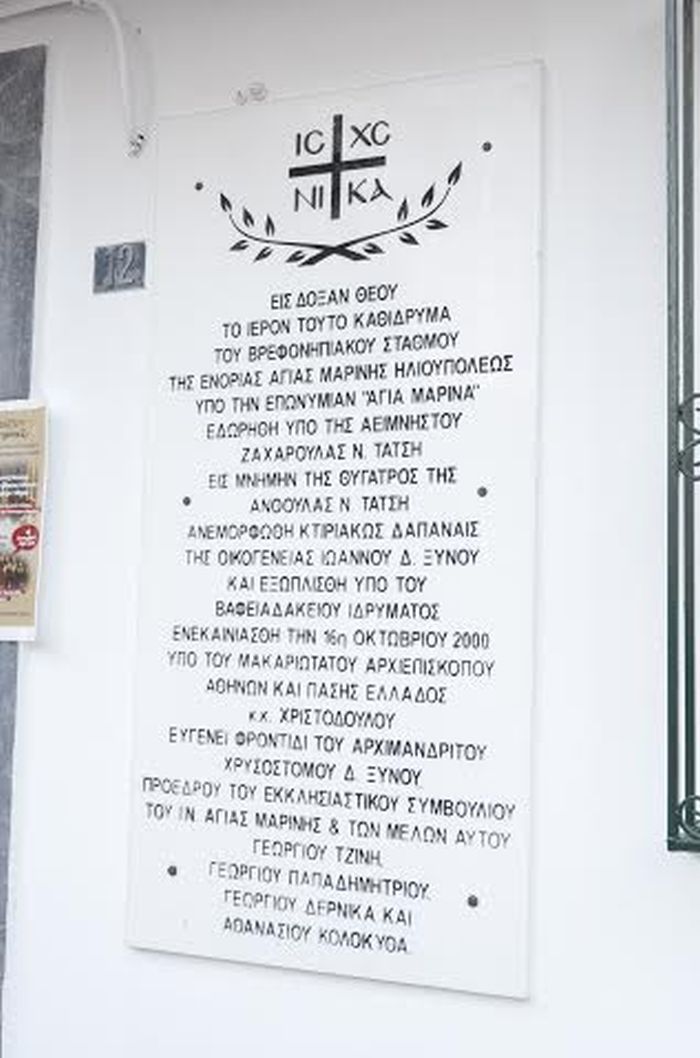 IC XC
NI KA
12
ΕΙΣ ΔΟΞΑΝ ΘΕΟΥ
ΤΟ ΙΕΡΟΝ ΤΟΥΤΟ ΚΑΘΙΔΡΥΜΑ
ΤΟΥ ΒΡΕΦΟΝΗΠΙΑΚΟΥ ΣΤΑΘΜΟΥ
ΤΗΣ ΕΝΟΡΙΑΣ ΑΓΙΑΣ ΜΑΡΙΝΗΣ ΗΛΙΟΥΠΟΛΕΩΣ
ΥΠΟ ΤΗΝ ΕΠΩΝΥΜΙΑΝ "ΑΓΙΑ ΜΑΡΙΝΑ"
ΕΔΩΡΗΘΗ ΥΠΟ ΤΗΣ ΑΕΙΜΝΗΣΤΟΥ
ΖΑΧΑΡΟΥΛΑΣ Ν. ΤΑΤΣΗ
ΕΙΣ ΜΝΗΜΗΝ ΤΗΣ ΘΥΓΑΤΡΟΣ ΤΗΣ
ΑΝΘΟΥΛΑΣ Ν. ΤΑΤΣΗ
ΑΝΕΜΟΡΦΩΘΗ ΚΤΙΡΙΑΚΩΣ ΔΑΠΑΝΑΙΣ
ΤΗΣ ΟΙΚΟΓΕΝΕΙΑΣ ΙΩΑΝΝΟΥ Δ. ΞΥΝΟΥ
ΚΑΙ ΕΞΩΠΛΙΣΘΗ ΥΠΟ ΤΟΥ
ΒΑΦΕΙΑΔΑΚΕΙΟΥ ΙΔΡΥΜΑΤΟΣ
ΕΝΕΚΑΙΝΙΑΣΘΗ ΤΗΝ 16η ΟΚΤΩΒΡΙΟΥ 2000
ΥΠΟ ΤΟΥ ΜΑΚΑΡΙΩΤΑΤΟΥ ΑΡΧΙΕΠΙΣΚΟΠΟΥ
ΑΘΗΝΩΝ ΚΑΙ ΠΑΣΗΣ ΕΛΛΑΔΟΣ
κ.κ. ΧΡΙΣΤΟΔΟΥΛΟΥ
ΕΥΓΕΝΕΙ ΦΡΟΝΤΙΔΙ ΤΟΥ ΑΡΧΙΜΑΝΔΡΙΤΟΥ
ΧΡΥΣΟΣΤΟΜΟΥ Δ. ΞΥΝΟΥ
ΠΡΟΕΔΡΟΥ ΤΟΥ ΕΚΚΛΗΣΙΑΣΤΙΚΟΥ ΣΥΜΒΟΥΛΙΟΥ
ΤΟΥ Ι.Ν. ΑΓΙΑΣ ΜΑΡΙΝΗΣ & ΤΩΝ ΜΕΛΩΝ ΑΥΤΟΥ
ΓΕΩΡΓΙΟΥ ΤΖΙΝΗ,
ΓΕΩΡΓΙΟΥ ΠΑΠΑΔΗΜΗΤΡΙΟΥ,
ΓΕΩΡΓΙΟΥ ΔΕΡΝΙΚΑ ΚΑΙ
ΑΘΑΝΑΣΙΟΥ ΚΟΛΟΚΥΘΑ.